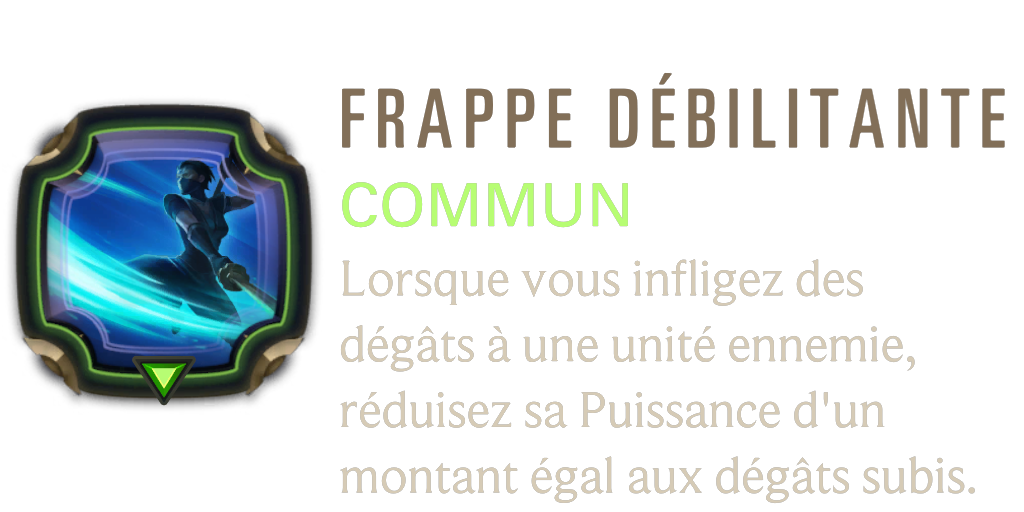 FRAPPE DÉBILITANTE
COMMUN
Lorsque vous infligez des
dégâts à une unité ennemie,
réduisez sa Puissance d'un
montant égal aux dégâts subis.